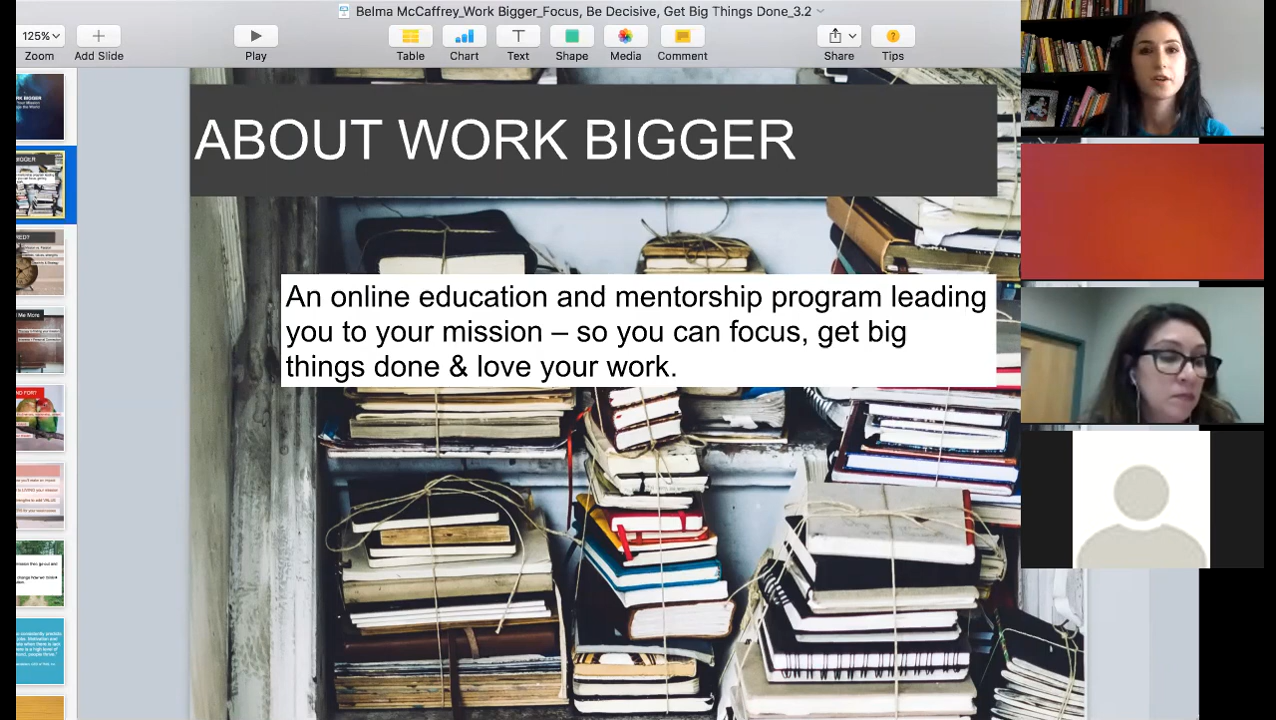 Belma McCaffrey_Work Bigger_Focus, Be Decisive, Get Big Things Done_3.2
125%
Zoom
Add Slide
Play
Table
Chart
Text
Shape
Media
Comment
Share
Tips
ABOUT WORK BIGGER
An online education and mentorship program leading
you to your mission – so you can focus, get big
things done & love your work.